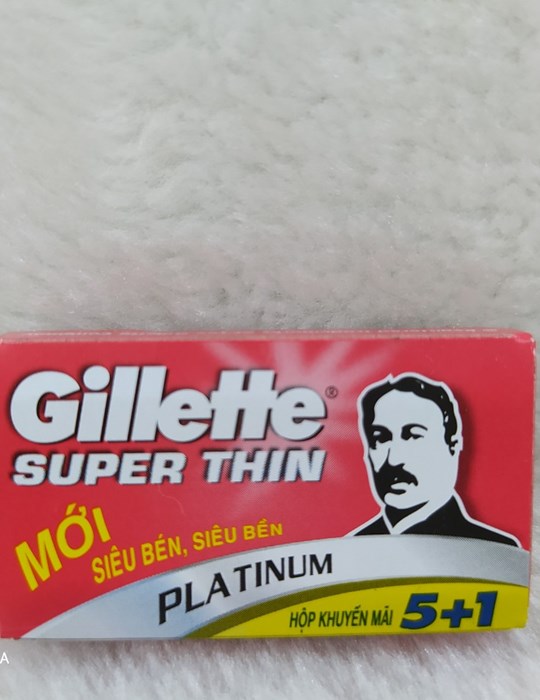 Gillette®
SUPER THIN
MỚI
SIÊU BÉN, SIÊU BỀN
PLATINUM
HỘP KHUYẾN MÃI 5+1
A